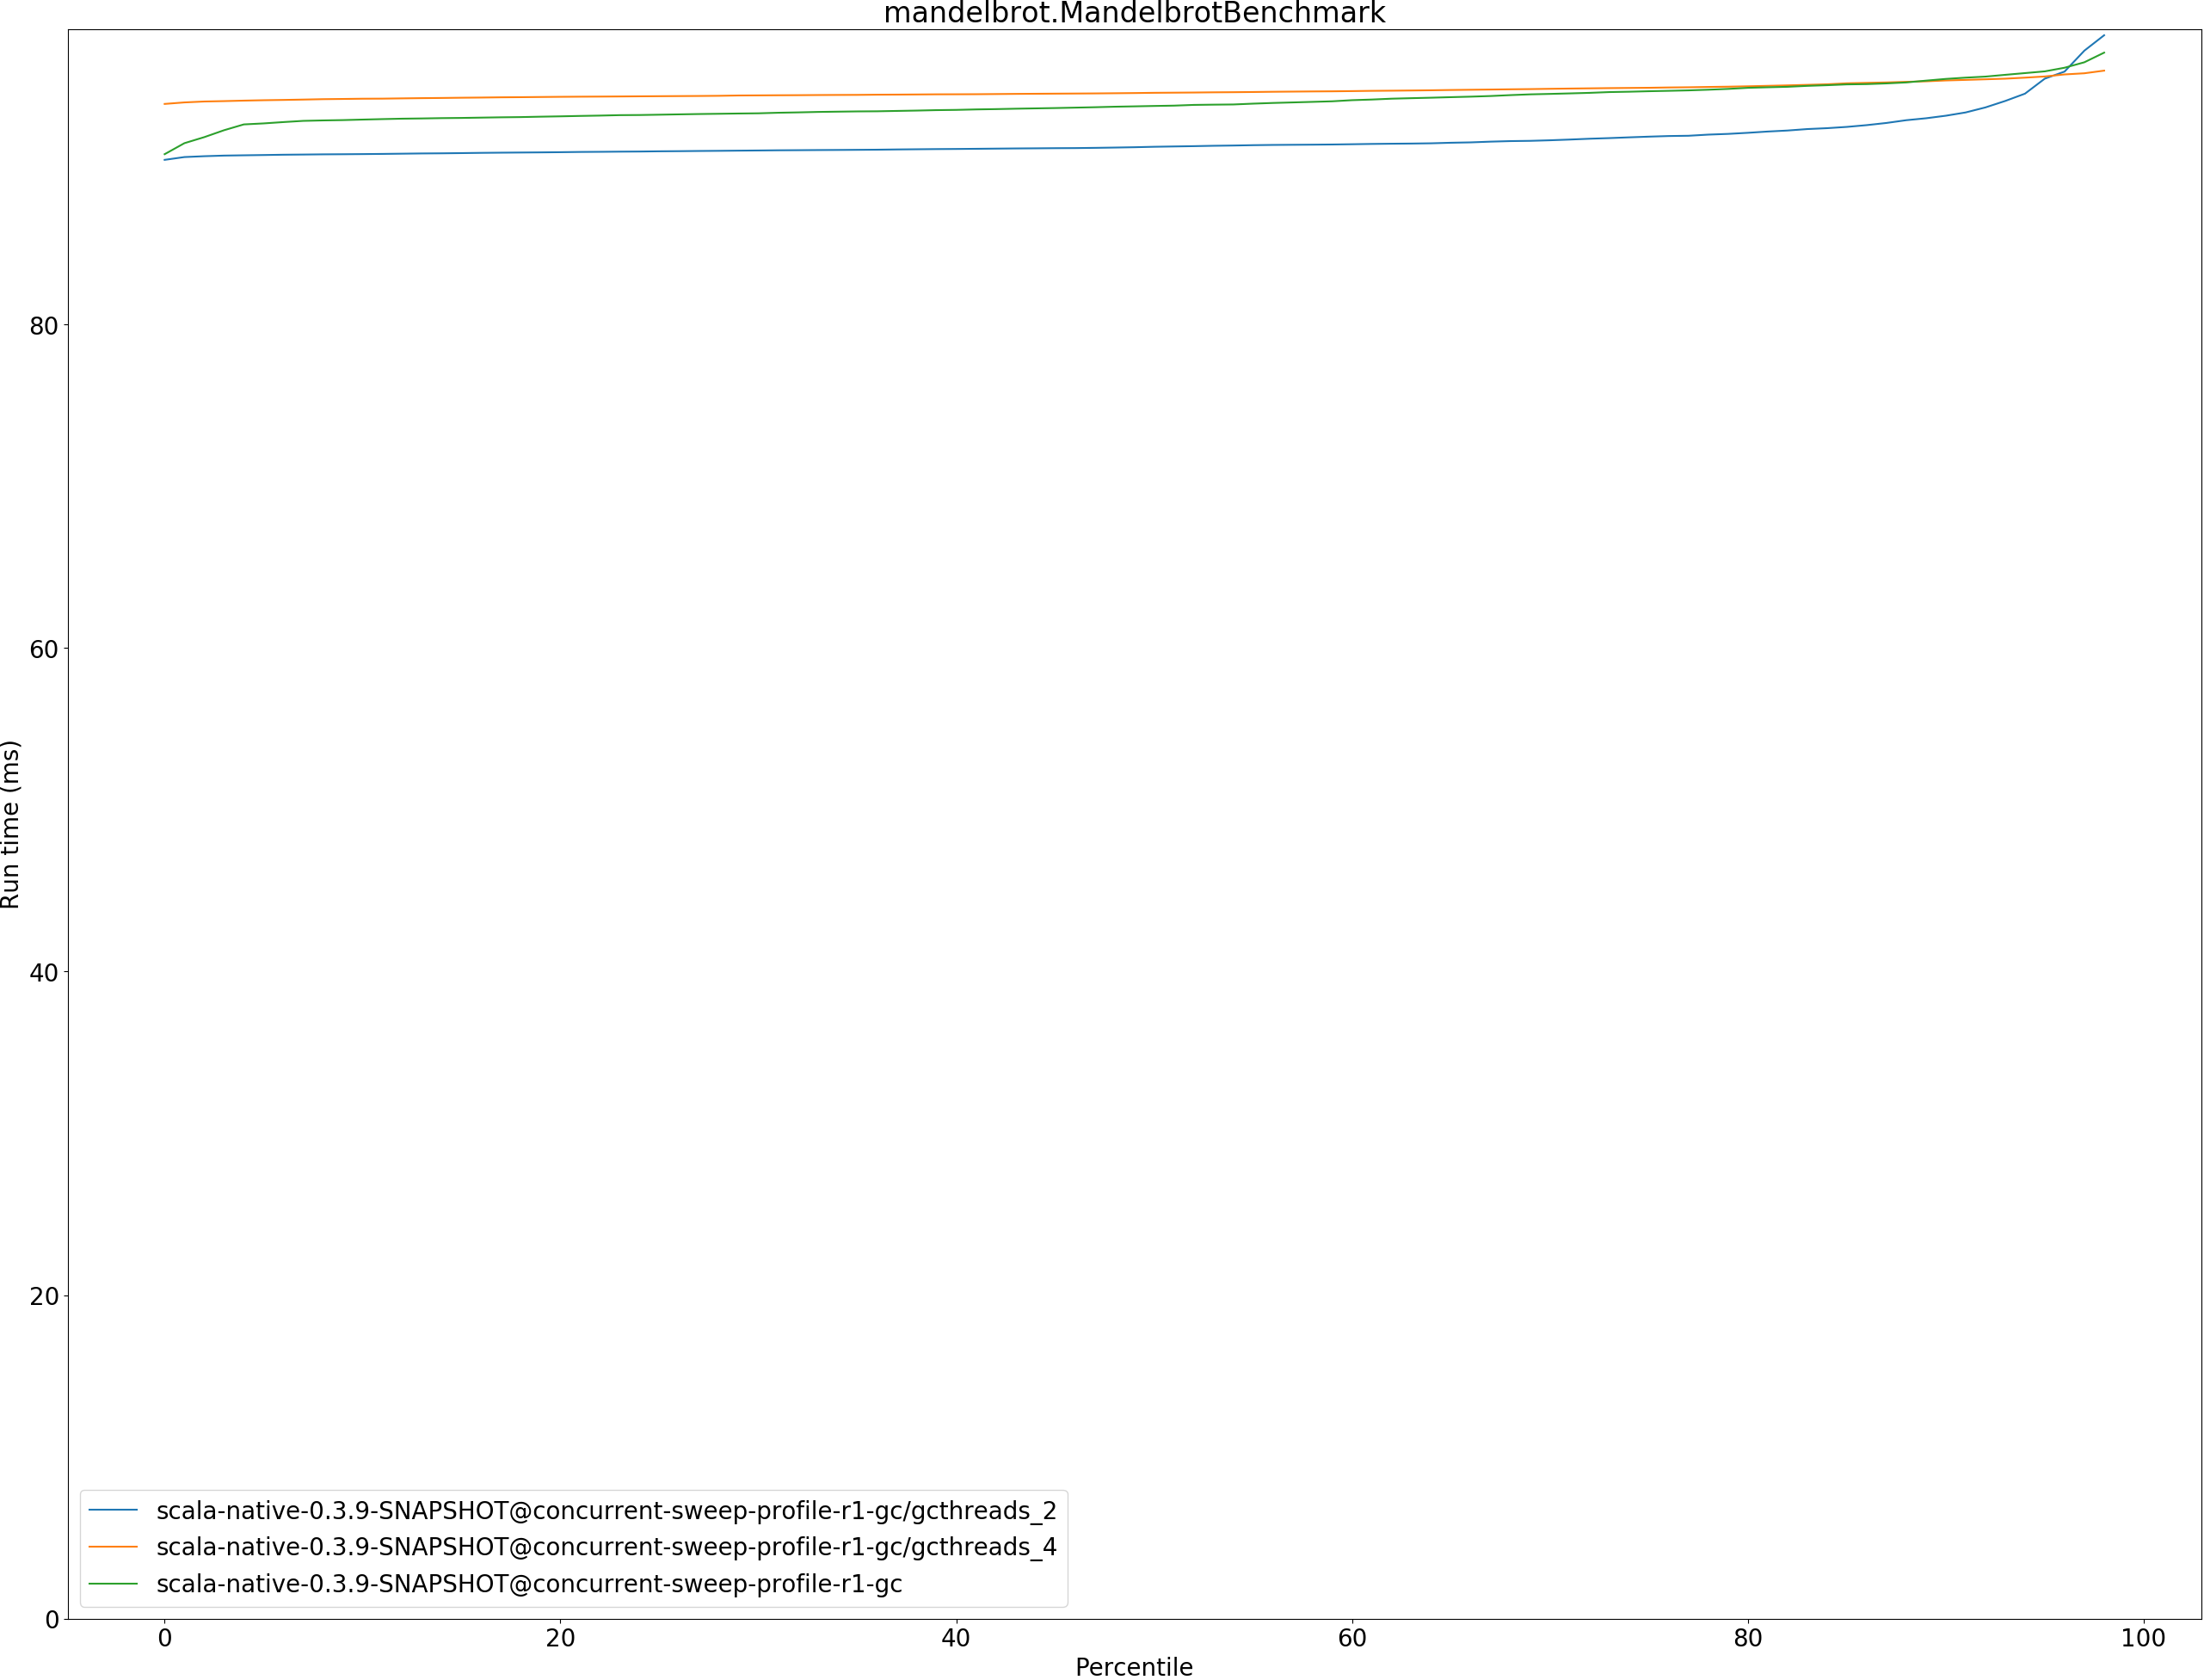 mandelbrot.MandelbrotBenchmark
80
60
40
20
0
Run time (ms)
scala-native-0.3.9-SNAPSHOT@concurrent-sweep-profile-r1-gc/gcthreads_2
scala-native-0.3.9-SNAPSHOT@concurrent-sweep-profile-r1-gc/gcthreads_4
scala-native-0.3.9-SNAPSHOT@concurrent-sweep-profile-r1-gc
0 20 40 60 80 100
Percentile